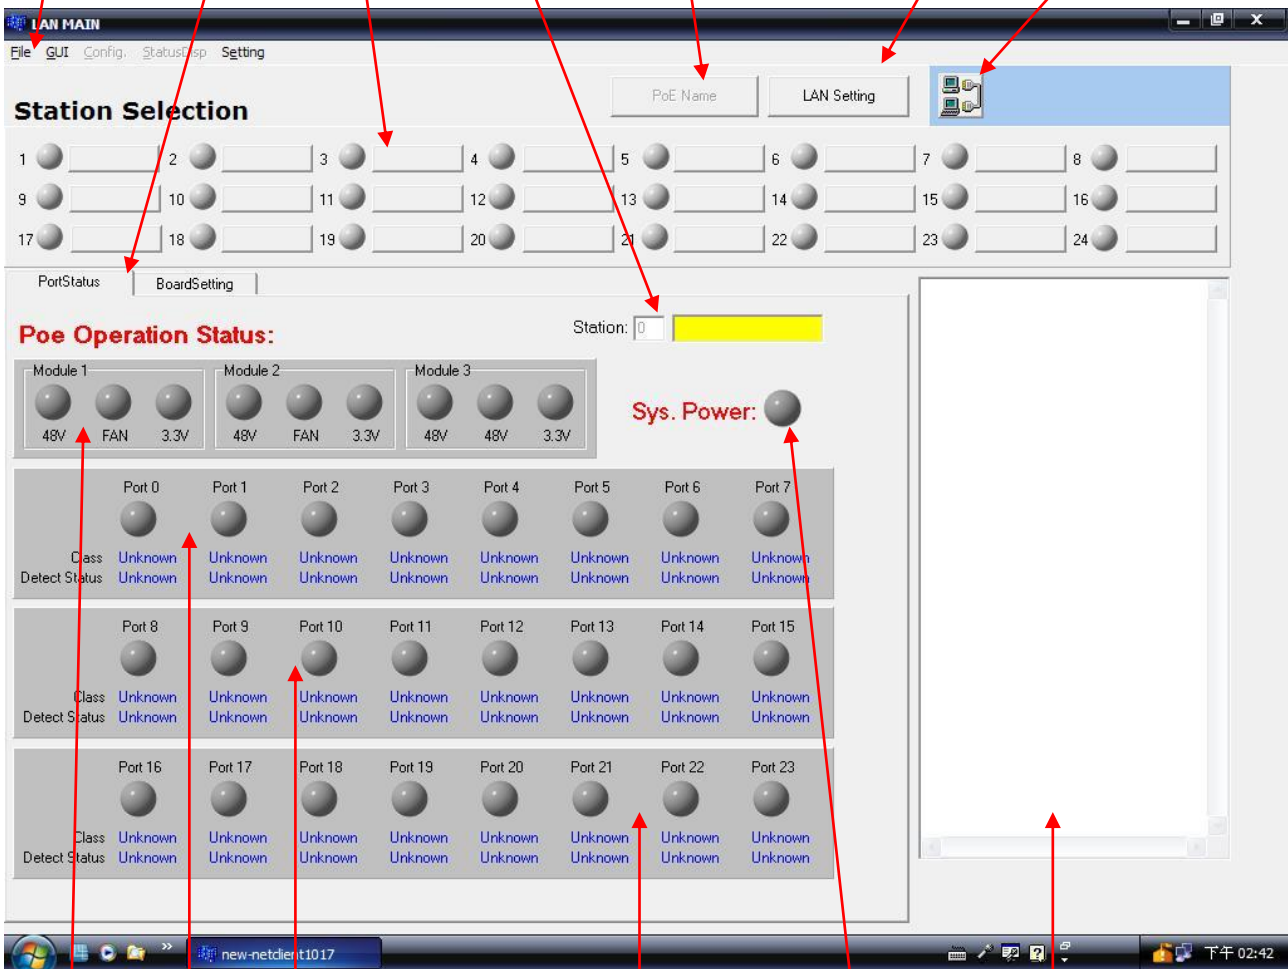 LAN MAIN
File GUI Config. StatusDisp Setting
Station Selection
PoE Name
LAN Setting
1 2 3 4 5 6 7 8
9 10 11 12 13 14 15 16
17 18 19 20 21 22 23 24
PortStatus BoardSetting
Poe Operation Status:
Station: 0
Module 1 Module 2 Module 3
48V FAN 3.3V 48V FAN 3.3V 48V 48V 3.3V
Sys. Power:
Port 0 Port 1 Port 2 Port 3 Port 4 Port 5 Port 6 Port 7
Class Unknown Unknown Unknown Unknown Unknown Unknown Unknown Unknown
Detect Status Unknown Unknown Unknown Unknown Unknown Unknown Unknown Unknown
Port 8 Port 9 Port 10 Port 11 Port 12 Port 13 Port 14 Port 15
Class Unknown Unknown Unknown Unknown Unknown Unknown Unknown Unknown
Detect Status Unknown Unknown Unknown Unknown Unknown Unknown Unknown Unknown
Port 16 Port 17 Port 18 Port 19 Port 20 Port 21 Port 22 Port 23
Class Unknown Unknown Unknown Unknown Unknown Unknown Unknown Unknown
Detect Status Unknown Unknown Unknown Unknown Unknown Unknown Unknown Unknown
new-netclient1017
下午 02:42